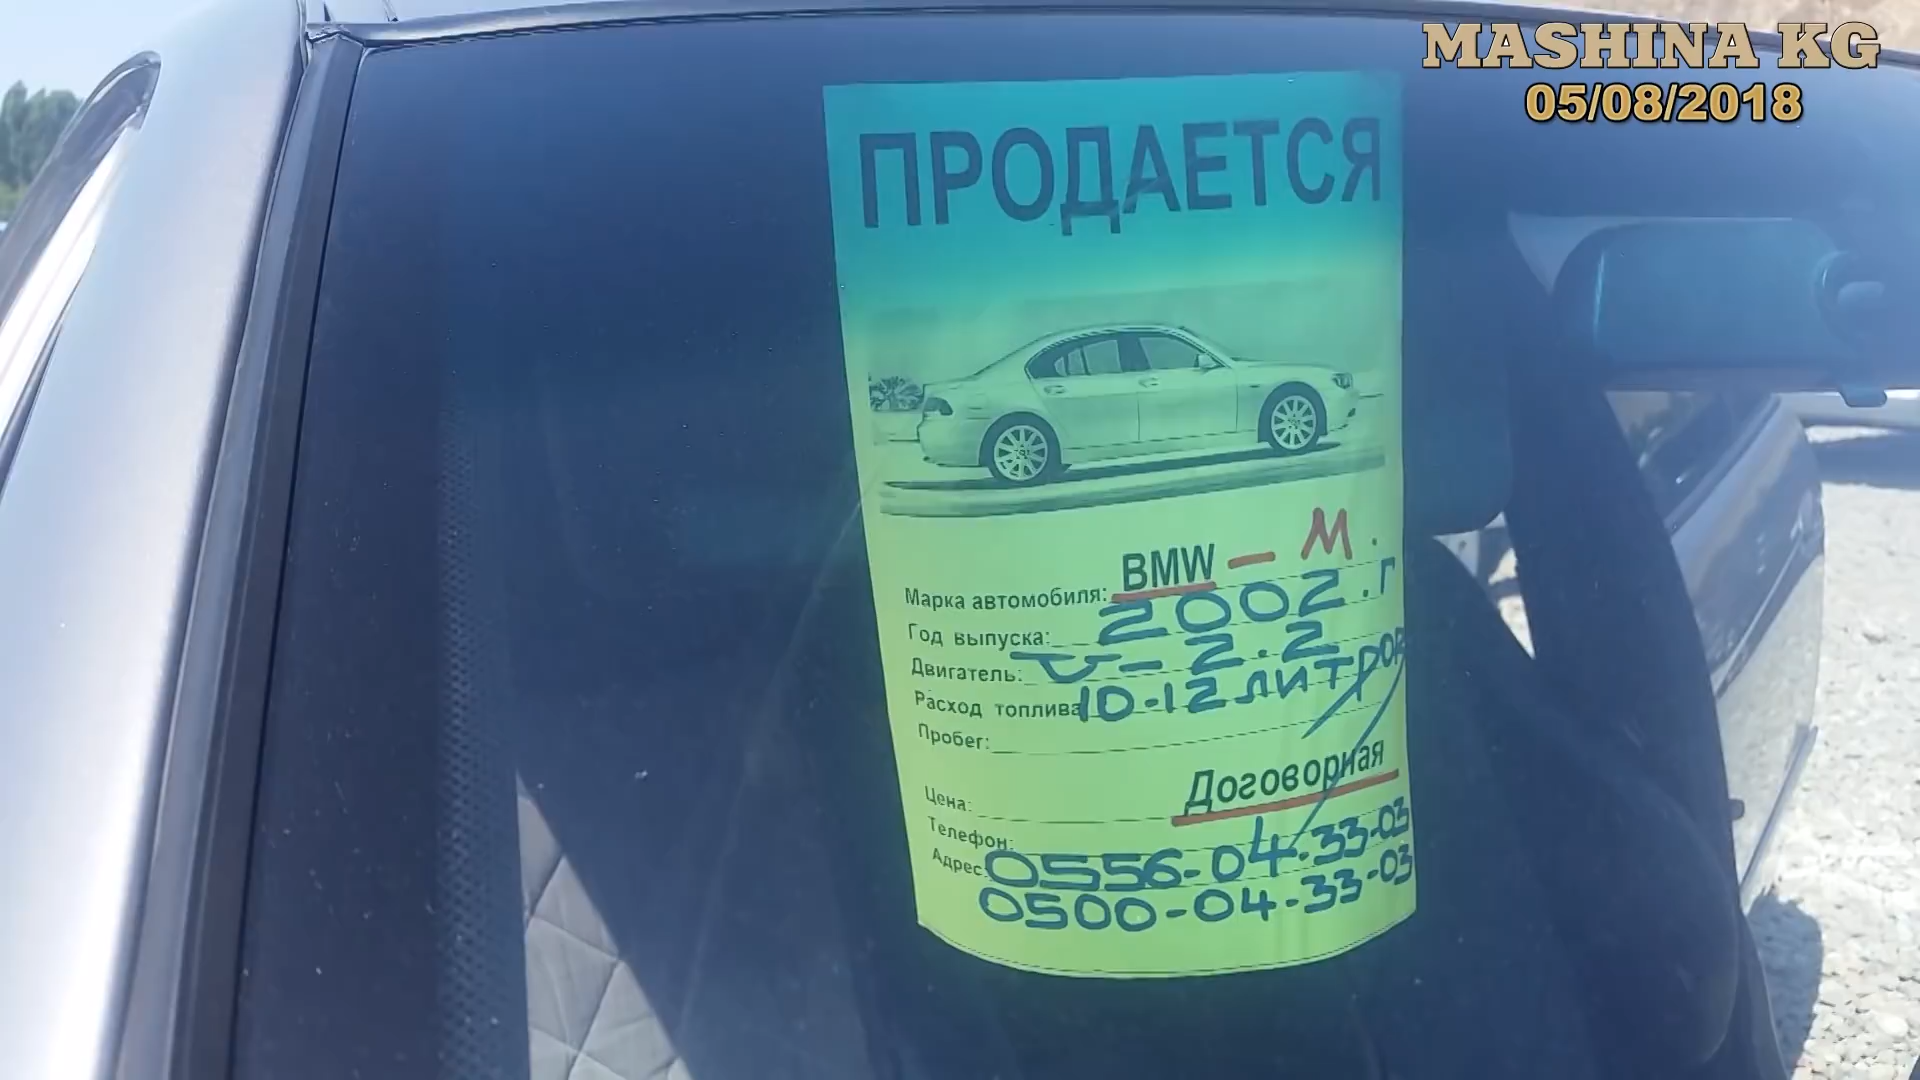 MASHINA KG
05/08/2018
ПРОДАЕТСЯ
Марка автомобиля: BMW – М.
Год выпуска: 2002.г
Двигатель: V – 2.2
Расход топлива 10-12 литров
Пробег:
Цена: Договорная
Телефон: 0556-04-33-03
Адрес: 0500-04-33-03